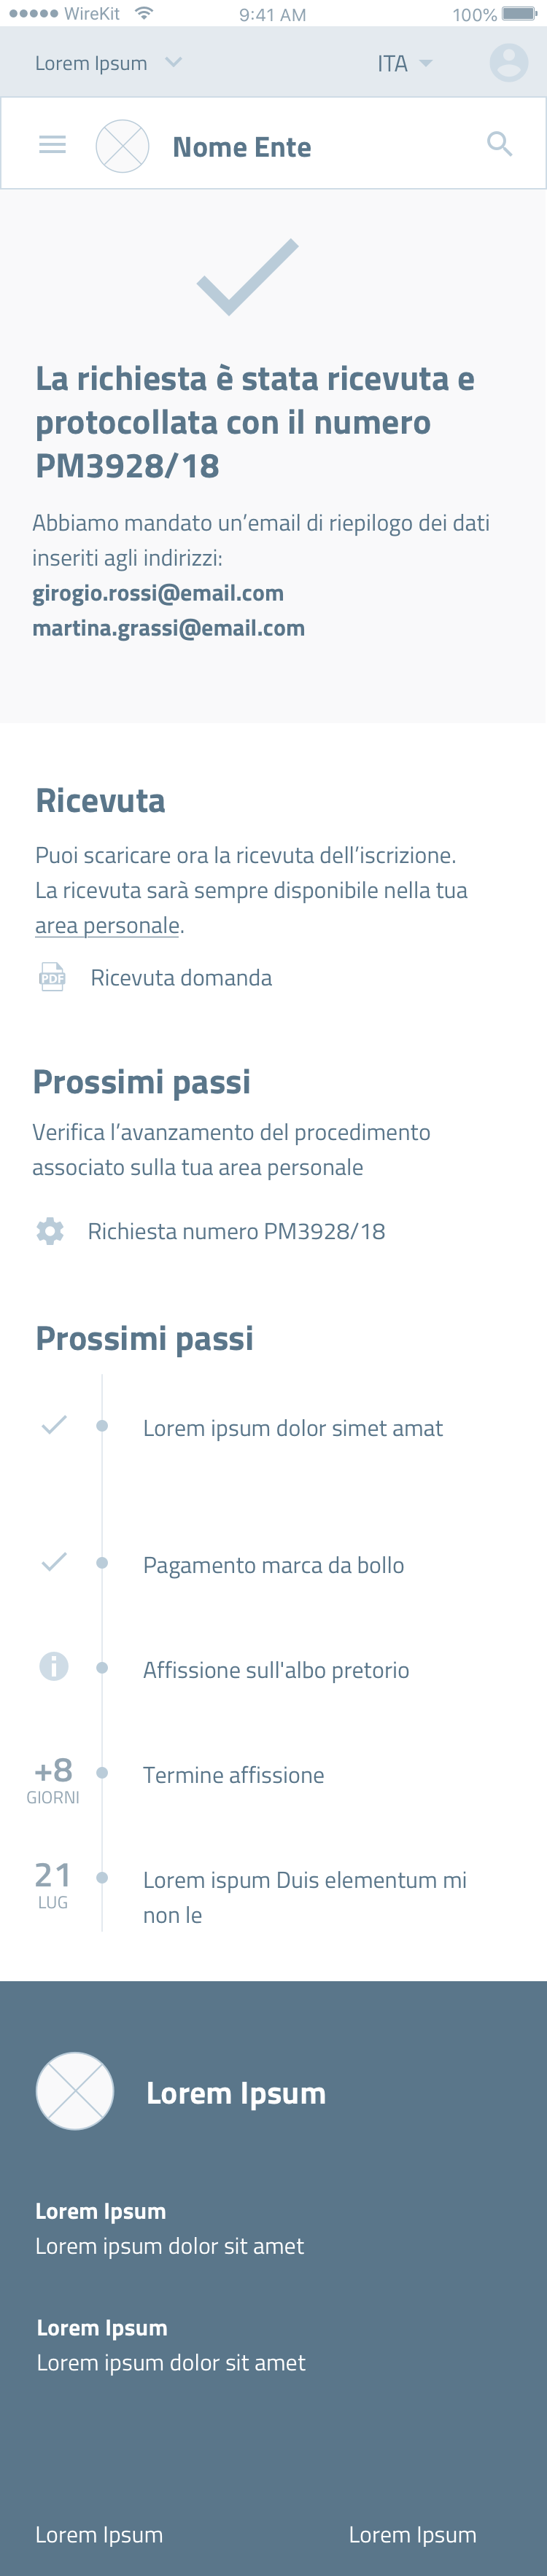 WireKit 9:41 AM 100%
Lorem Ipsum ITA
Nome Ente
La richiesta è stata ricevuta e
protocollata con il numero
PM3928/18
Abbiamo mandato un’email di riepilogo dei dati
inseriti agli indirizzi:
girogio.rossi@email.com
martina.grassi@email.com
Ricevuta
Puoi scaricare ora la ricevuta dell’iscrizione.
La ricevuta sarà sempre disponibile nella tua
area personale.
PDF Ricevuta domanda
Prossimi passi
Verifica l’avanzamento del procedimento
associato sulla tua area personale
Richiesta numero PM3928/18
Prossimi passi
Lorem ipsum dolor simet amat
Pagamento marca da bollo
Affissione sull'albo pretorio
+8 Termine affissione
GIORNI
21 Lorem ispum Duis elementum mi
LUG non le
Lorem Ipsum
Lorem Ipsum
Lorem ipsum dolor sit amet
Lorem Ipsum
Lorem ipsum dolor sit amet
Lorem Ipsum Lorem Ipsum